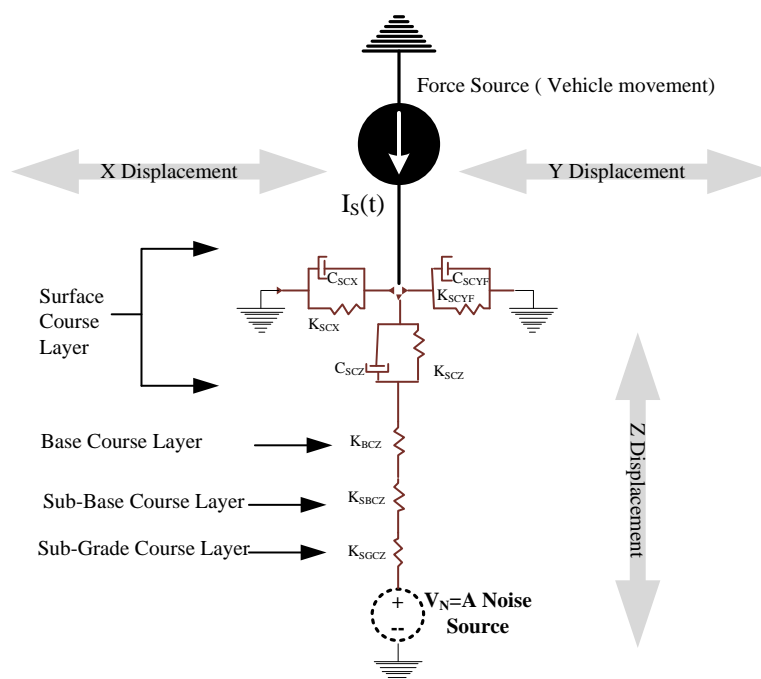 Force Source ( Vehicle movement)
X Displacement
Y Displacement
I_S(t)
C_SCX
C_SCYF
K_SCYF
K_SCX
Surface
Course
Layer
C_SCZ
K_SCZ
Z Displacement
Base Course Layer
K_BCZ
Sub-Base Course Layer
K_SBCZ
Sub-Grade Course Layer
K_SGCZ
+
V_N=A Noise
Source
--